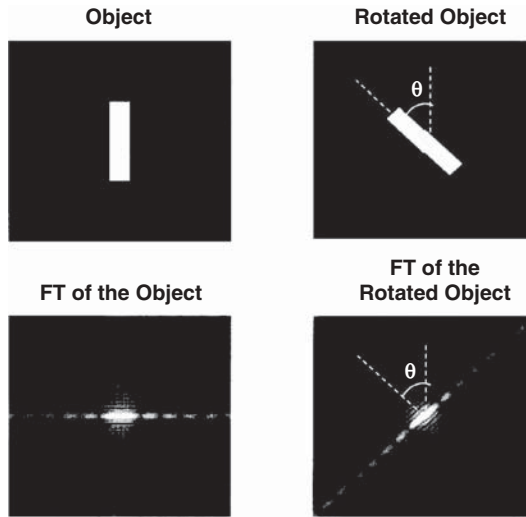 Object
Rotated Object
θ
FT of the Object
FT of the
Rotated Object
θ